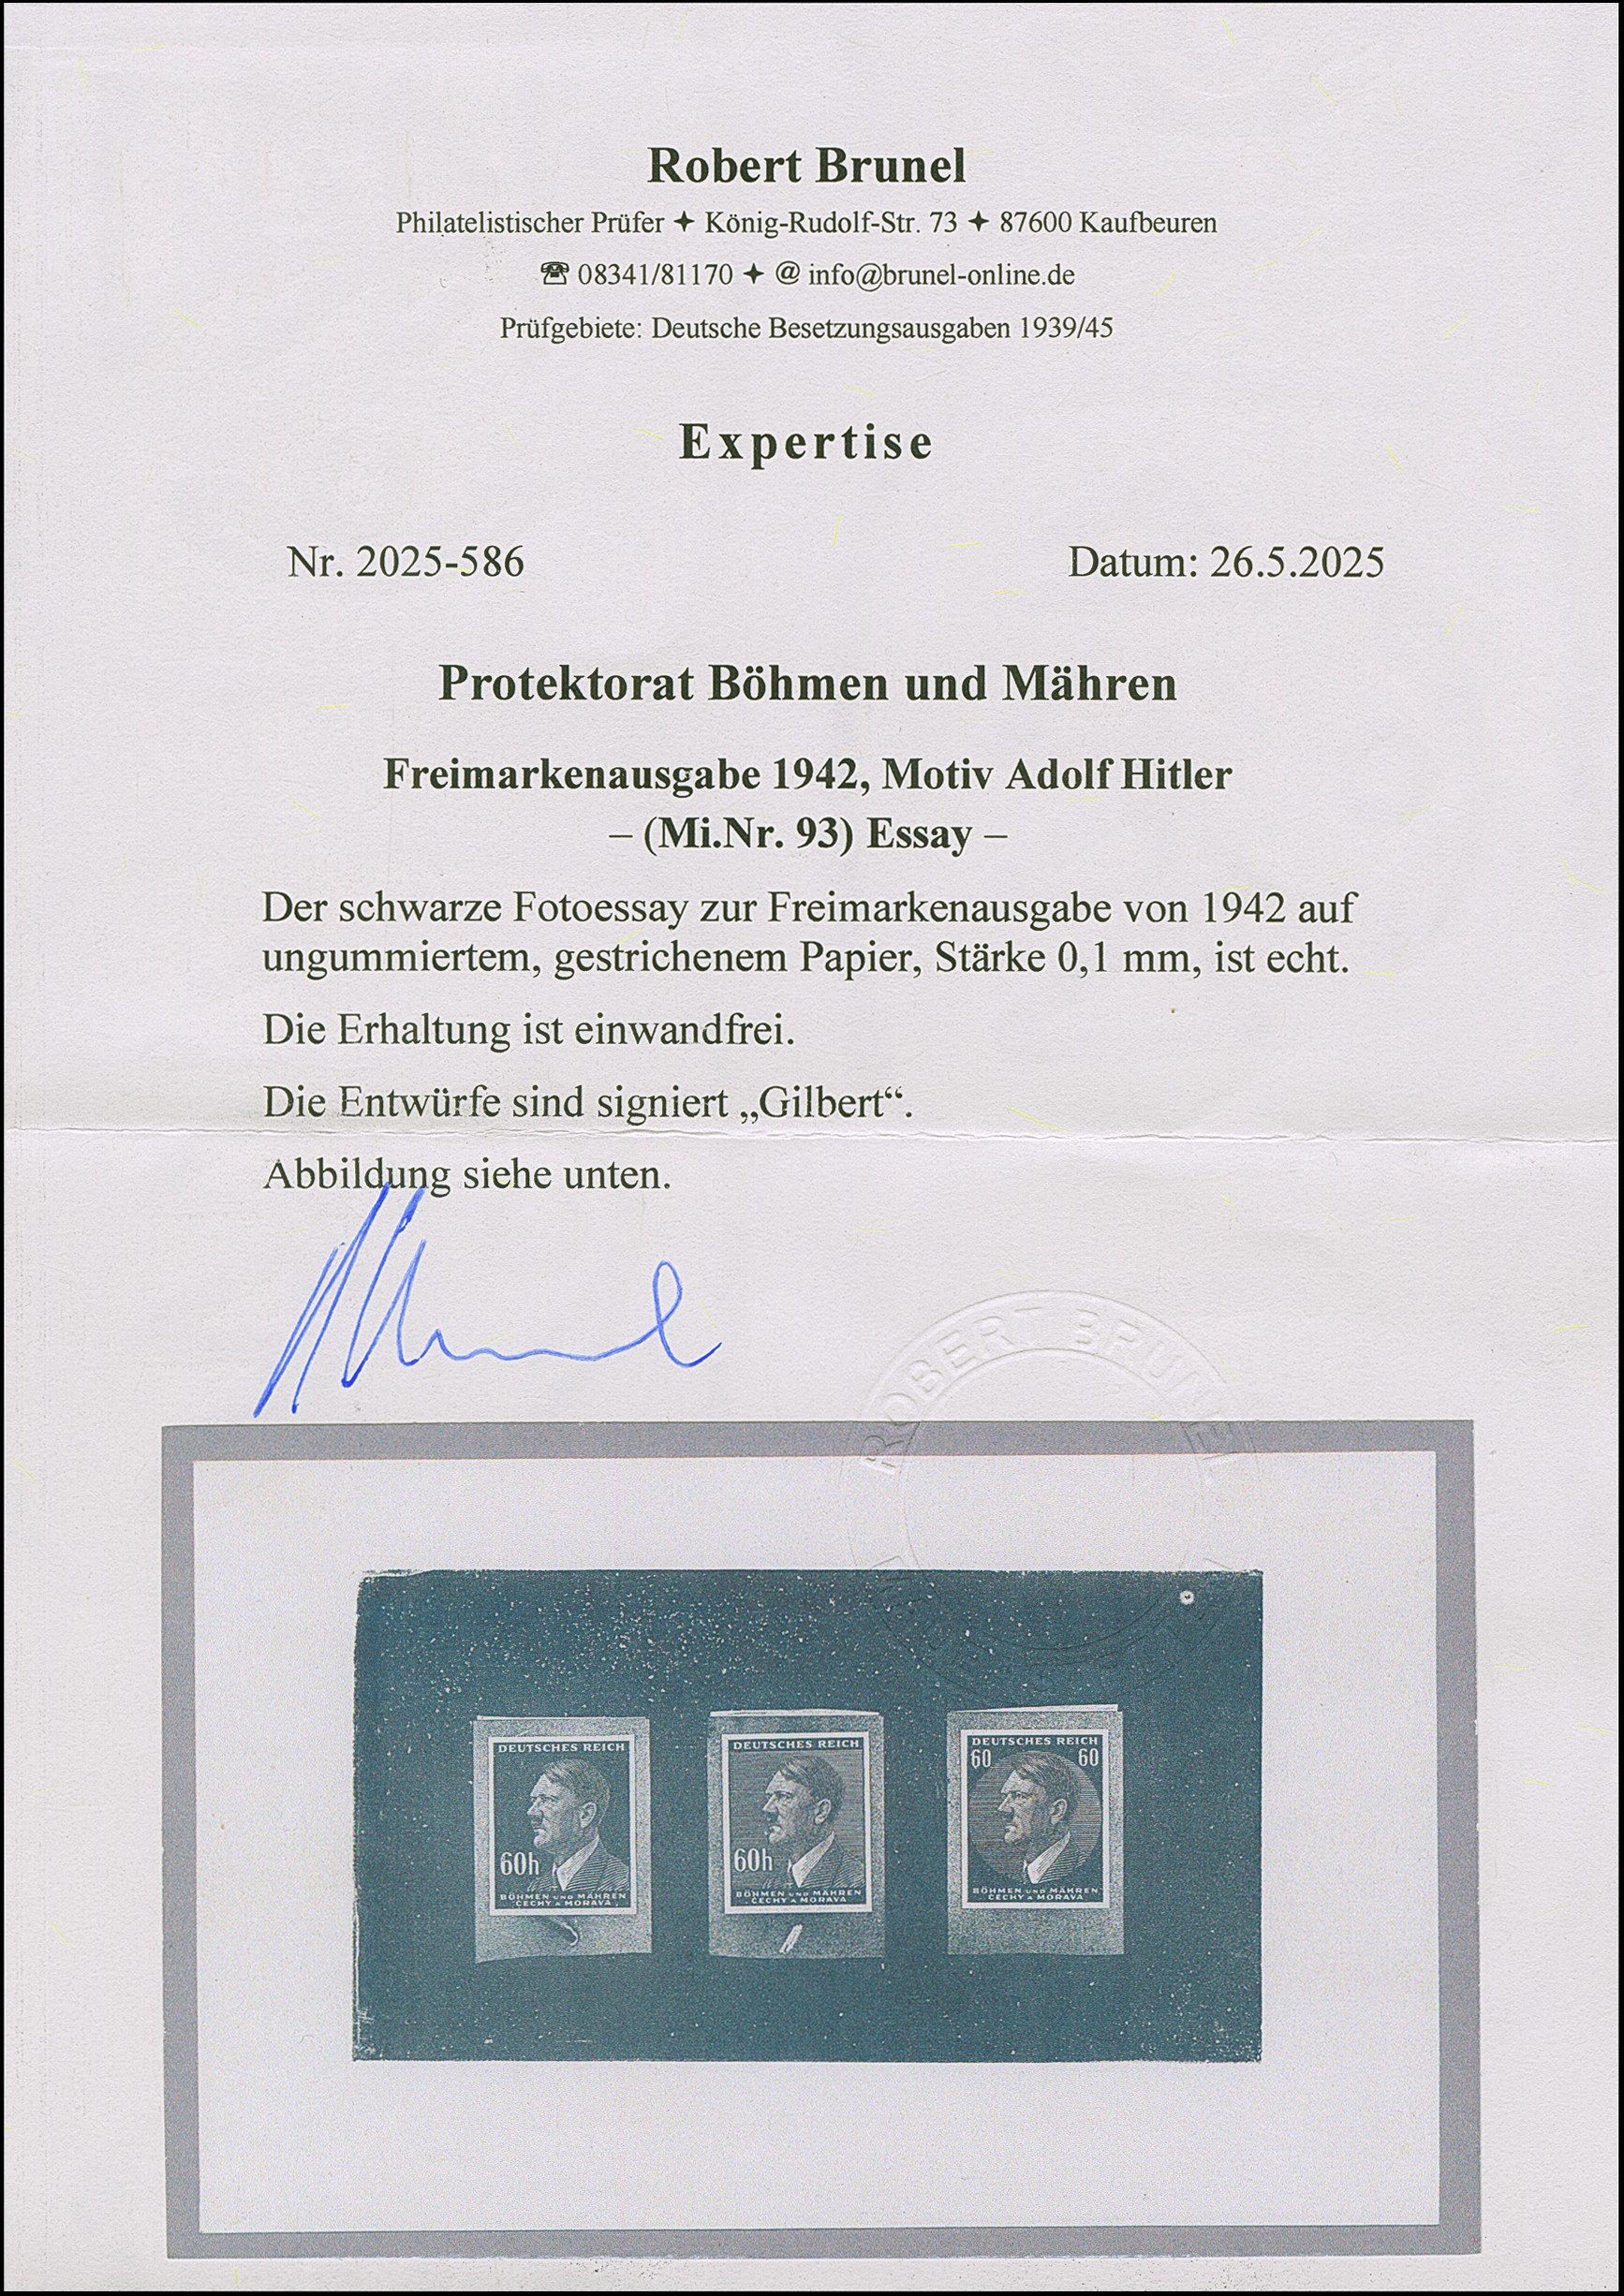 Robert Brunel
Philatelistischer Prüfer ✦ König-Rudolf-Str. 73 ✦ 87600 Kaufbeuren
☎ 08341/81170 ✦ @ info@brunel-online.de
Prüfgebiete: Deutsche Besetzungsausgaben 1939/45
Expertise
Nr. 2025-586 Datum: 26.5.2025
Protektorat Böhmen und Mähren
Freimarkenausgabe 1942, Motiv Adolf Hitler
– (Mi.Nr. 93) Essay –
Der schwarze Fotoessay zur Freimarkenausgabe von 1942 auf
ungummiertem, gestrichenem Papier, Stärke 0,1 mm, ist echt.
Die Erhaltung ist einwandfrei.
Die Entwürfe sind signiert „Gilbert“.
Abbildung siehe unten.
ROBERT BRUNEL
DEUTSCHES REICH
60h
BÖHMEN UND MÄHREN
ČECHY A MORAVA
DEUTSCHES REICH
60h
BÖHMEN UND MÄHREN
ČECHY A MORAVA
DEUTSCHES REICH
60 60
BÖHMEN UND MÄHREN
ČECHY A MORAVA